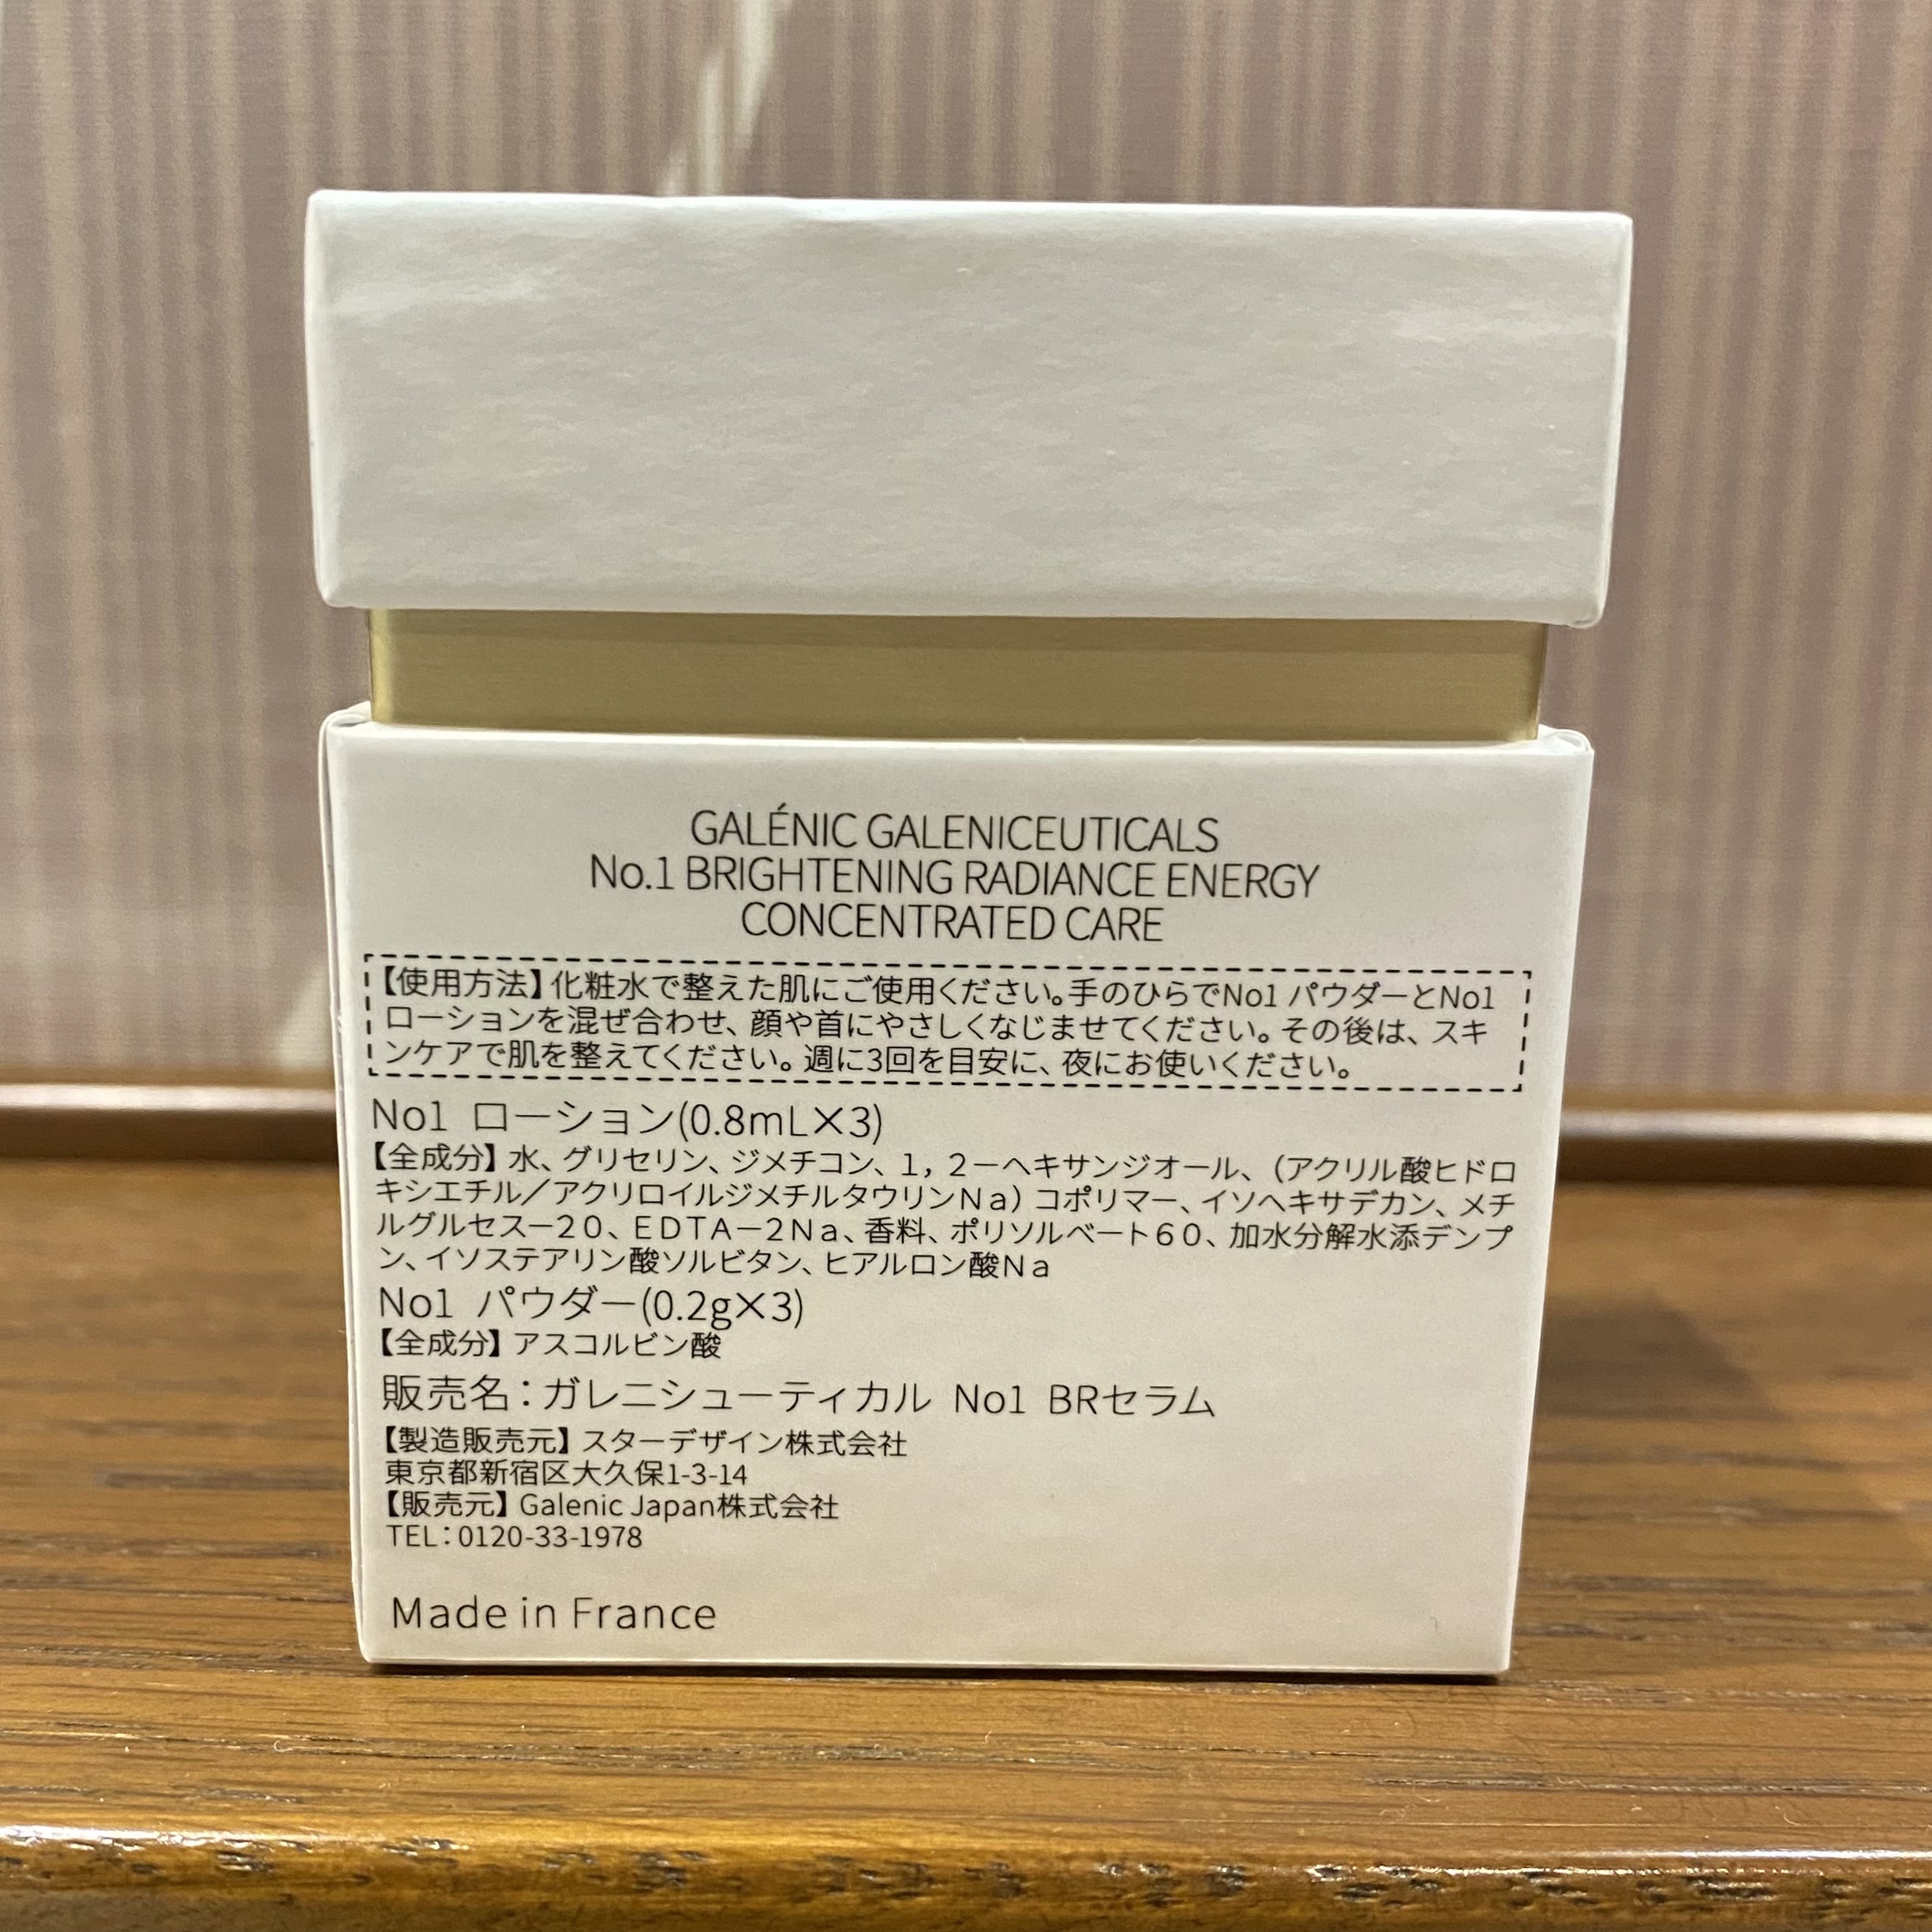 GALÉNIC GALENICEUTICALS
No.1 BRIGHTENING RADIANCE ENERGY
CONCENTRATED CARE
【使用方法】化粧水で整えた肌にご使用ください。手のひらでNo1 パウダーとNo1
ローションを混ぜ合わせ、顔や首にやさしくなじませてください。その後は、スキ
ンケアで肌を整えてください。週に3回を目安に、夜にお使いください。
No1 ローション(0.8mL×3)
【全成分】水、グリセリン、ジメチコン、１，２－ヘキサンジオール、（アクリル酸ヒドロ
キシエチル／アクリロイルジメチルタウリンＮａ）コポリマー、イソヘキサデカン、メチ
ルグルセス－２０、ＥＤＴＡ－２Ｎａ、香料、ポリソルベート６０、加水分解水添デンプ
ン、イソステアリン酸ソルビタン、ヒアルロン酸Ｎａ
No1 パウダー(0.2g×3)
【全成分】アスコルビン酸
販売名：ガレニシューティカル No1 BRセラム
【製造販売元】スターデザイン株式会社
東京都新宿区大久保1-3-14
【販売元】Galenic Japan株式会社
TEL：0120-33-1978
Made in France